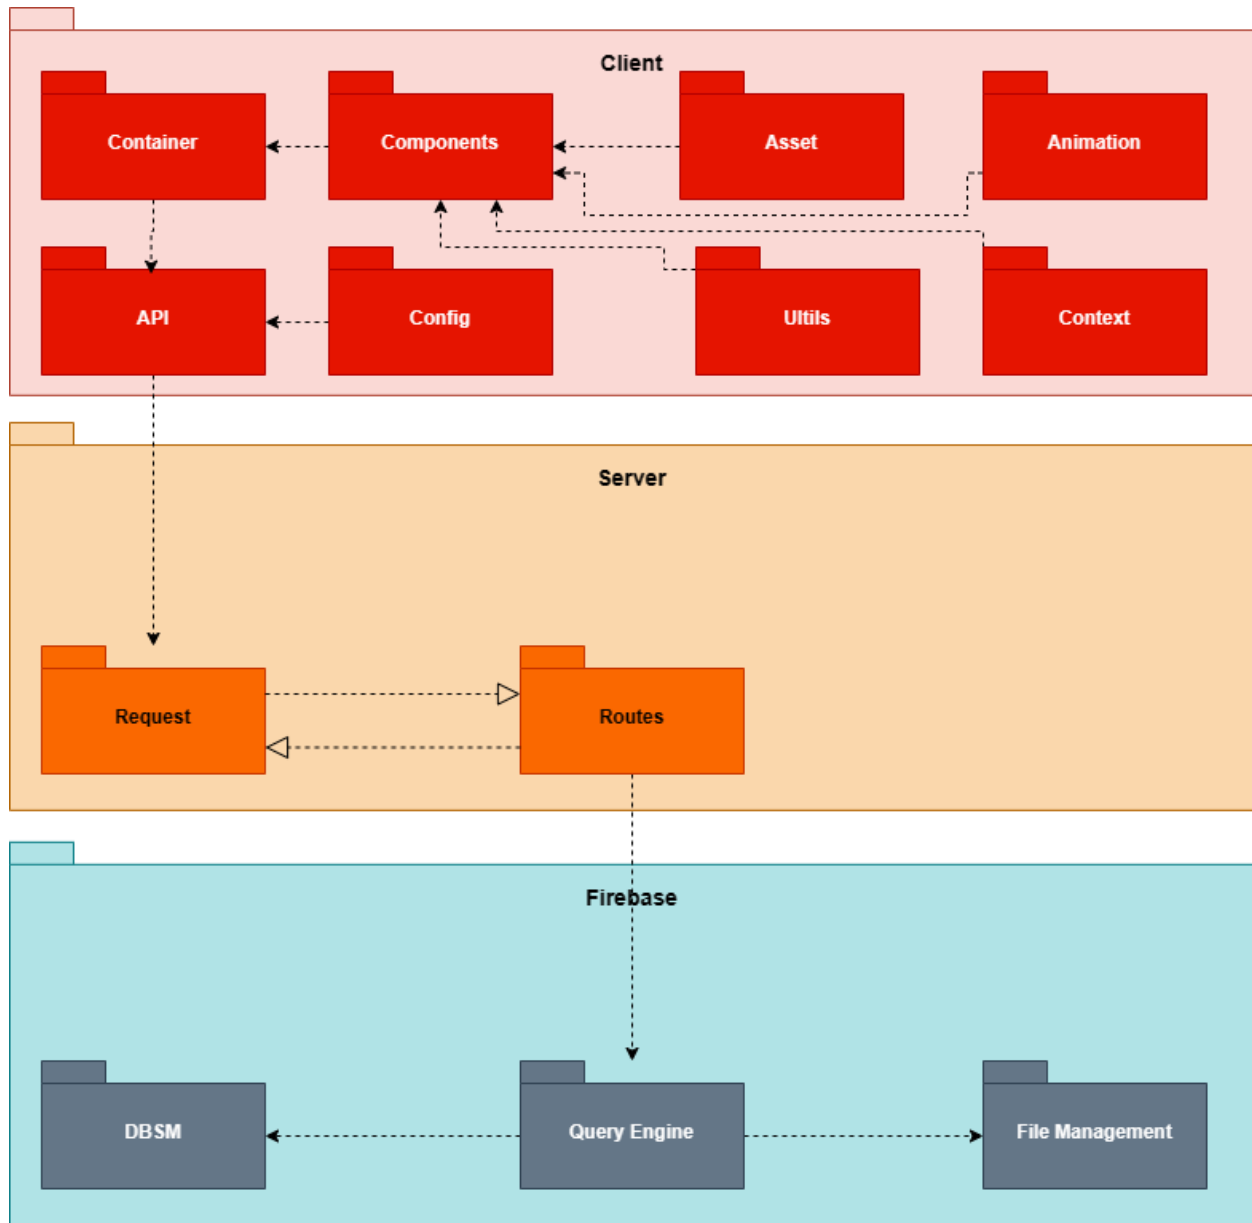 Client
Container
Components
Asset
Animation
API
Config
Ultils
Context
Server
Request
Routes
Firebase
DBSM
Query Engine
File Management